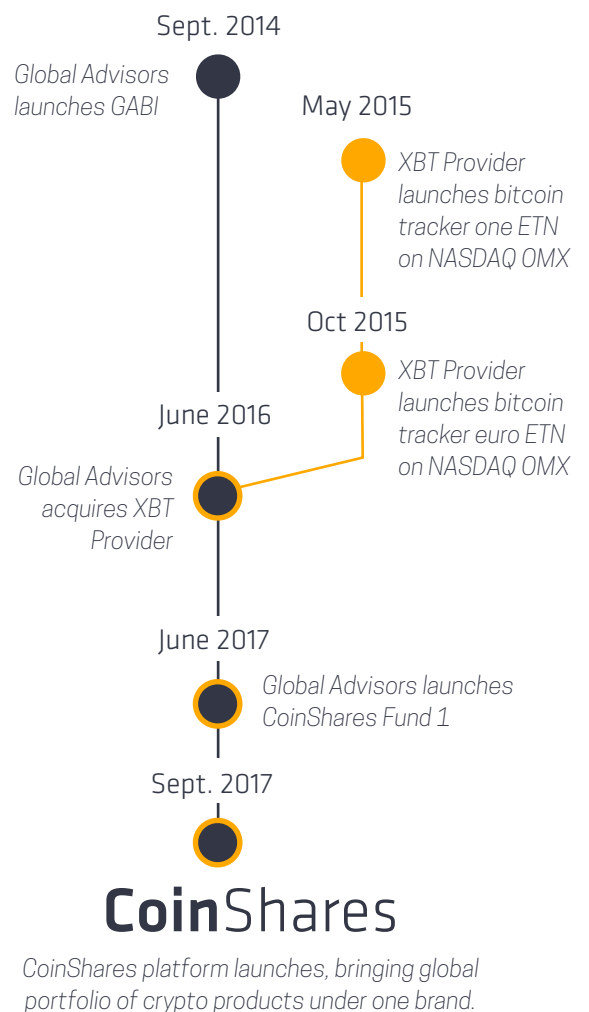 Sept. 2014
Global Advisors
launches GABI
May 2015
XBT Provider
launches bitcoin
tracker one ETN
on NASDAQ OMX
Oct 2015
XBT Provider
launches bitcoin
tracker euro ETN
on NASDAQ OMX
June 2016
Global Advisors
acquires XBT
Provider
June 2017
Global Advisors launches
CoinShares Fund 1
Sept. 2017
CoinShares
CoinShares platform launches, bringing global
portfolio of crypto products under one brand.